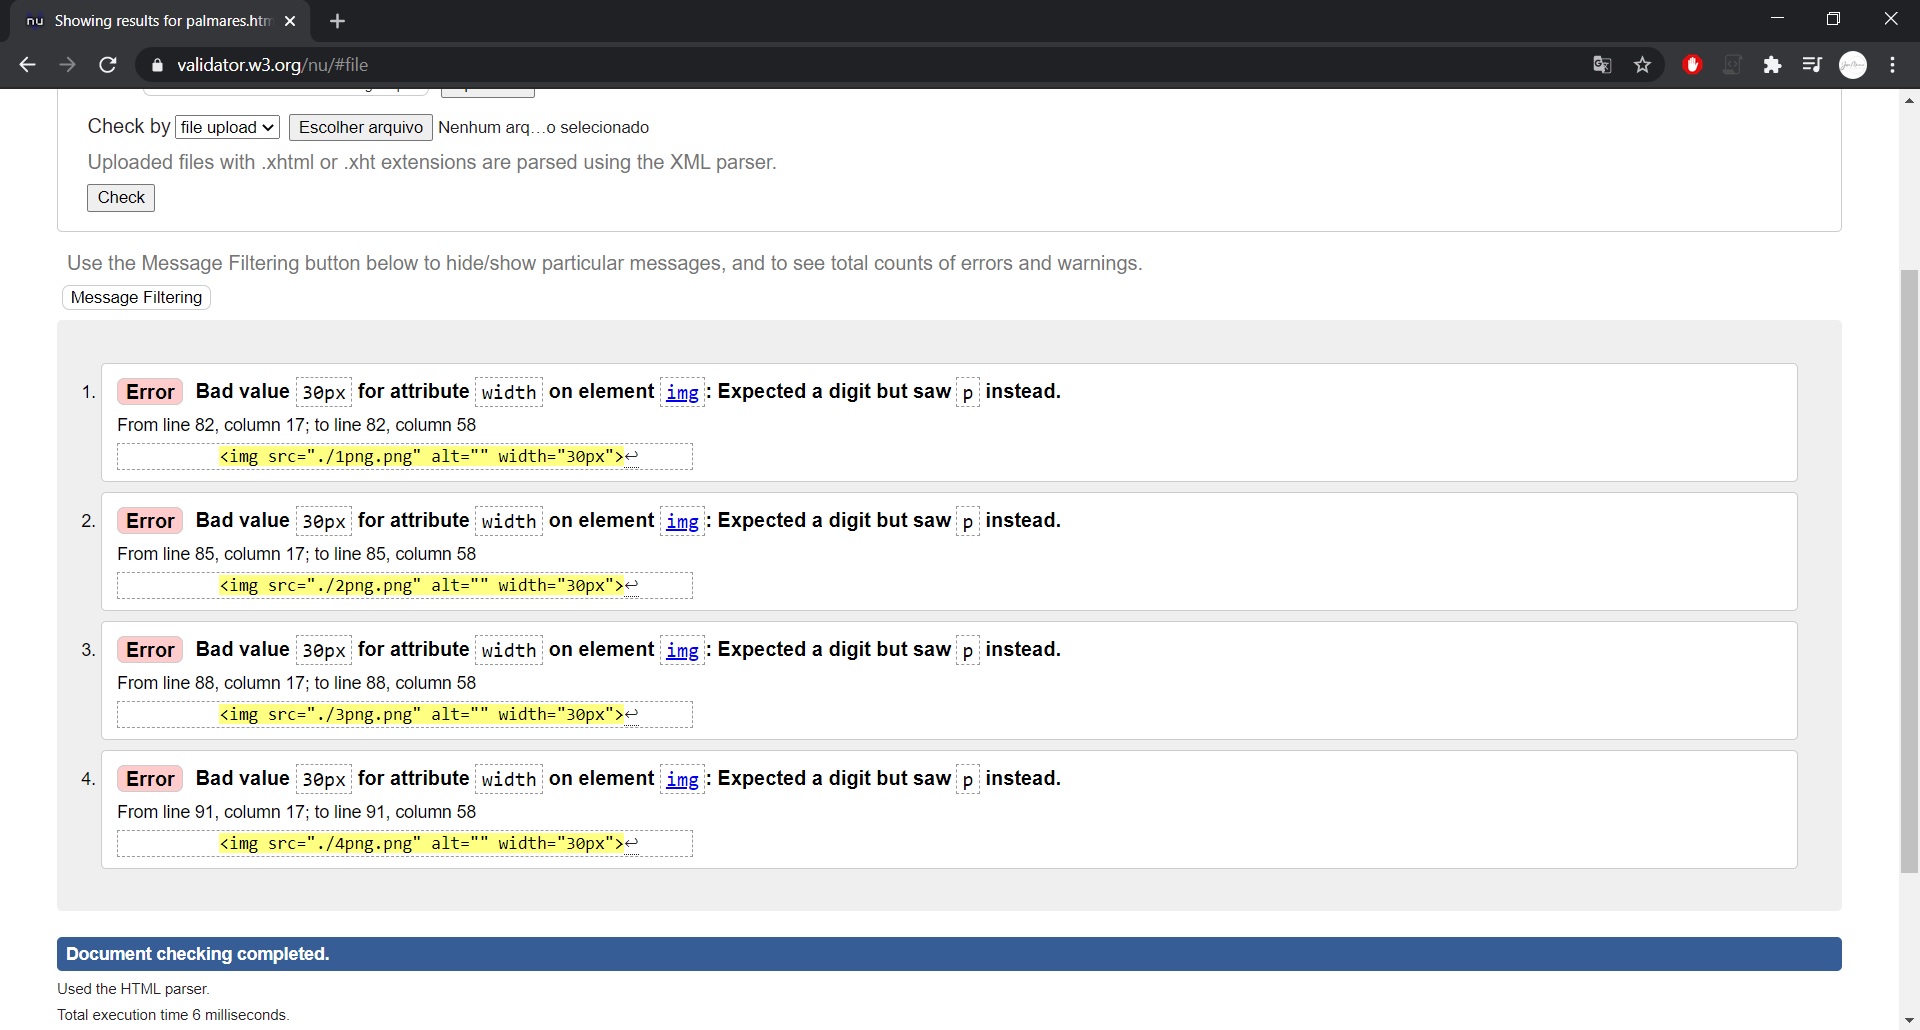 nu Showing results for palmares.htm
validator.w3.org/nu/#file
Check by file upload Escolher arquivo Nenhum arq...o selecionado
Uploaded files with .xhtml or .xht extensions are parsed using the XML parser.
Check
Use the Message Filtering button below to hide/show particular messages, and to see total counts of errors and warnings.
Message Filtering
1. Error Bad value 30px for attribute width on element img: Expected a digit but saw p instead.
From line 82, column 17; to line 82, column 58
<img src="./1png.png" alt="" width="30px">↩
2. Error Bad value 30px for attribute width on element img: Expected a digit but saw p instead.
From line 85, column 17; to line 85, column 58
<img src="./2png.png" alt="" width="30px">↩
3. Error Bad value 30px for attribute width on element img: Expected a digit but saw p instead.
From line 88, column 17; to line 88, column 58
<img src="./3png.png" alt="" width="30px">↩
4. Error Bad value 30px for attribute width on element img: Expected a digit but saw p instead.
From line 91, column 17; to line 91, column 58
<img src="./4png.png" alt="" width="30px">↩
Document checking completed.
Used the HTML parser.
Total execution time 6 milliseconds.